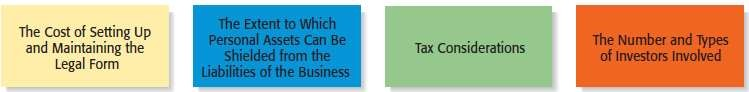 The Cost of Setting Up
and Maintaining the
Legal Form
The Extent to Which
Personal Assets Can Be
Shielded from the
Liabilities of the Business
Tax Considerations
The Number and Types
of Investors Involved